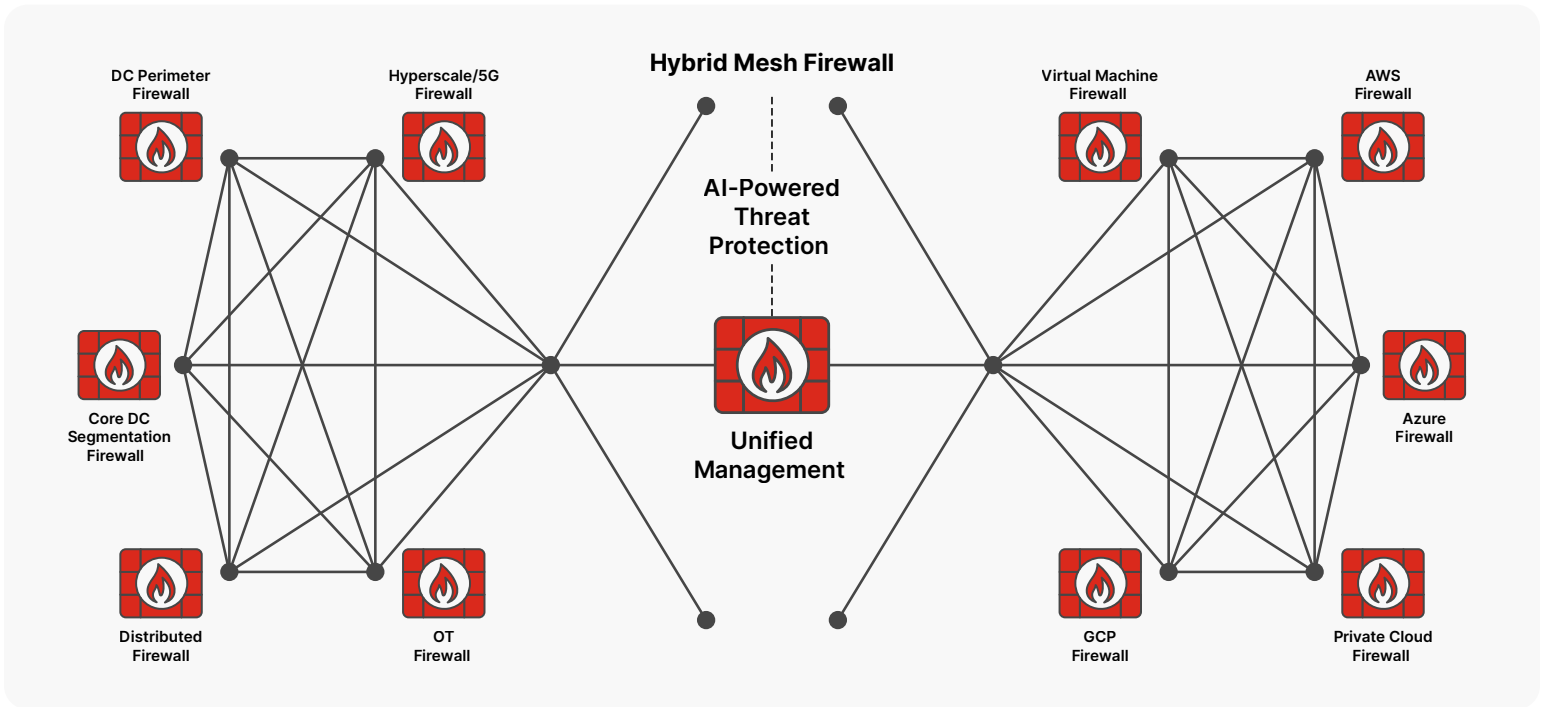 Hybrid Mesh Firewall
DC Perimeter
Firewall
Hyperscale/5G
Firewall
Virtual Machine
Firewall
AWS
Firewall
AI-Powered
Threat
Protection
Core DC
Segmentation
Firewall
Unified
Management
Azure
Firewall
Distributed
Firewall
OT
Firewall
GCP
Firewall
Private Cloud
Firewall